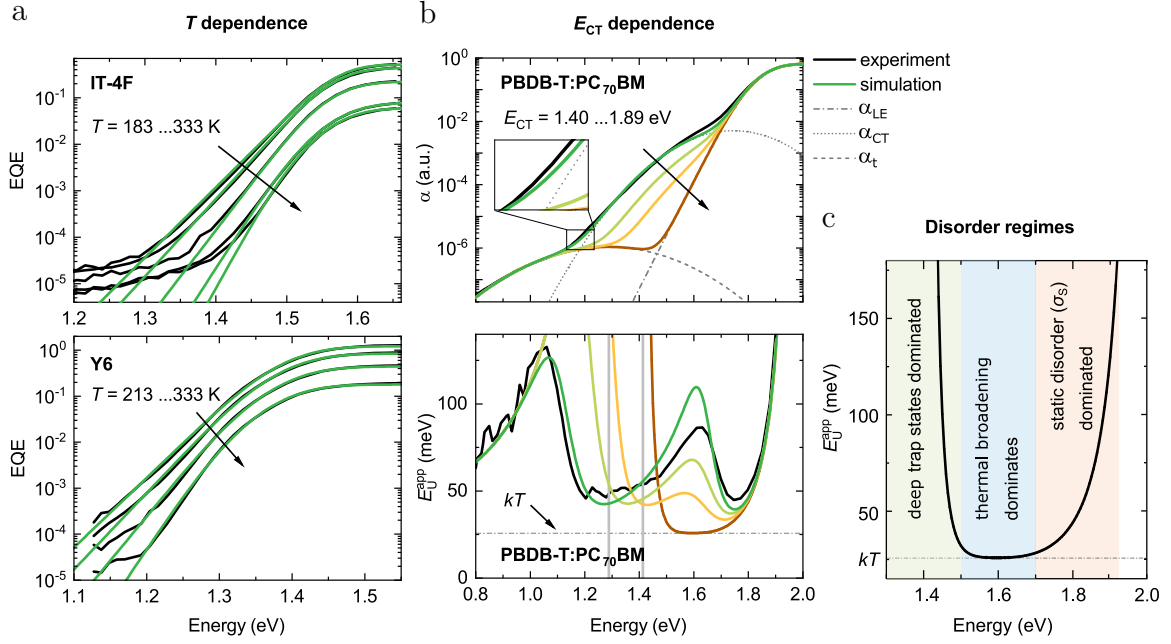 a
T dependence
IT-4F
T = 183 ...333 K
EQE
10⁻¹
10⁻²
10⁻³
10⁻⁴
10⁻⁵
1.2 1.3 1.4 1.5 1.6
Y6
T = 213 ...333 K
EQE
10⁰
10⁻¹
10⁻²
10⁻³
10⁻⁴
10⁻⁵
1.1 1.2 1.3 1.4 1.5
Energy (eV)
b
E_CT dependence
PBDB-T:PC₇₀BM
E_CT = 1.40 ...1.89 eV
α (a.u.)
10⁰
10⁻²
10⁻⁴
10⁻⁶
E_U^app (meV)
100
50
0
kT
PBDB-T:PC₇₀BM
0.8 1.0 1.2 1.4 1.6 1.8 2.0
Energy (eV)
experiment
simulation
α_LE
α_CT
α_t
c
Disorder regimes
E_U^app (meV)
150
100
50
kT
deep trap states dominated
thermal broadening
dominates
static disorder (σ_S)
dominated
1.4 1.6 1.8 2.0
Energy (eV)